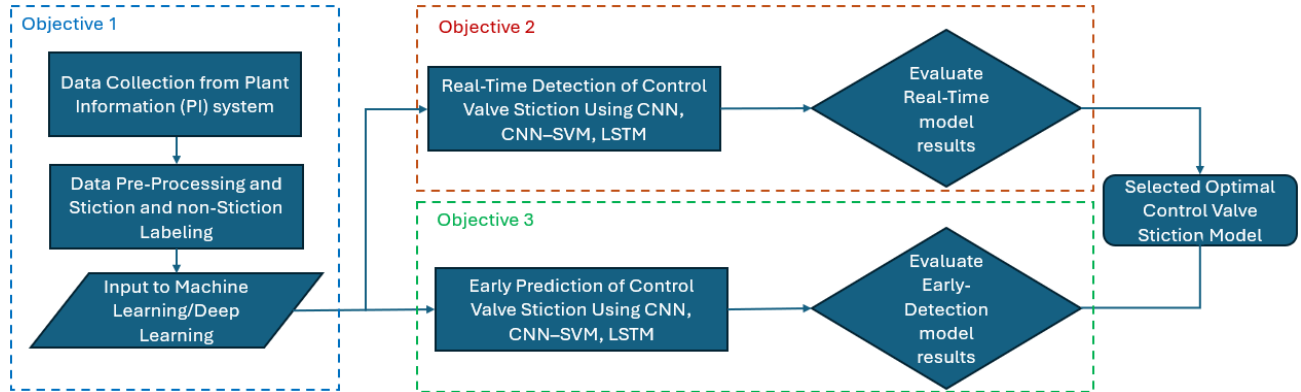 Objective 1
Data Collection from Plant
Information (PI) system
Data Pre-Processing and
Stiction and non-Stiction
Labeling
Input to Machine
Learning/Deep
Learning
Objective 2
Real-Time Detection of Control
Valve Stiction Using CNN,
CNN–SVM, LSTM
Evaluate
Real-Time
model
results
Objective 3
Early Prediction of Control
Valve Stiction Using CNN,
CNN–SVM, LSTM
Evaluate
Early-
Detection
model
results
Selected Optimal
Control Valve
Stiction Model